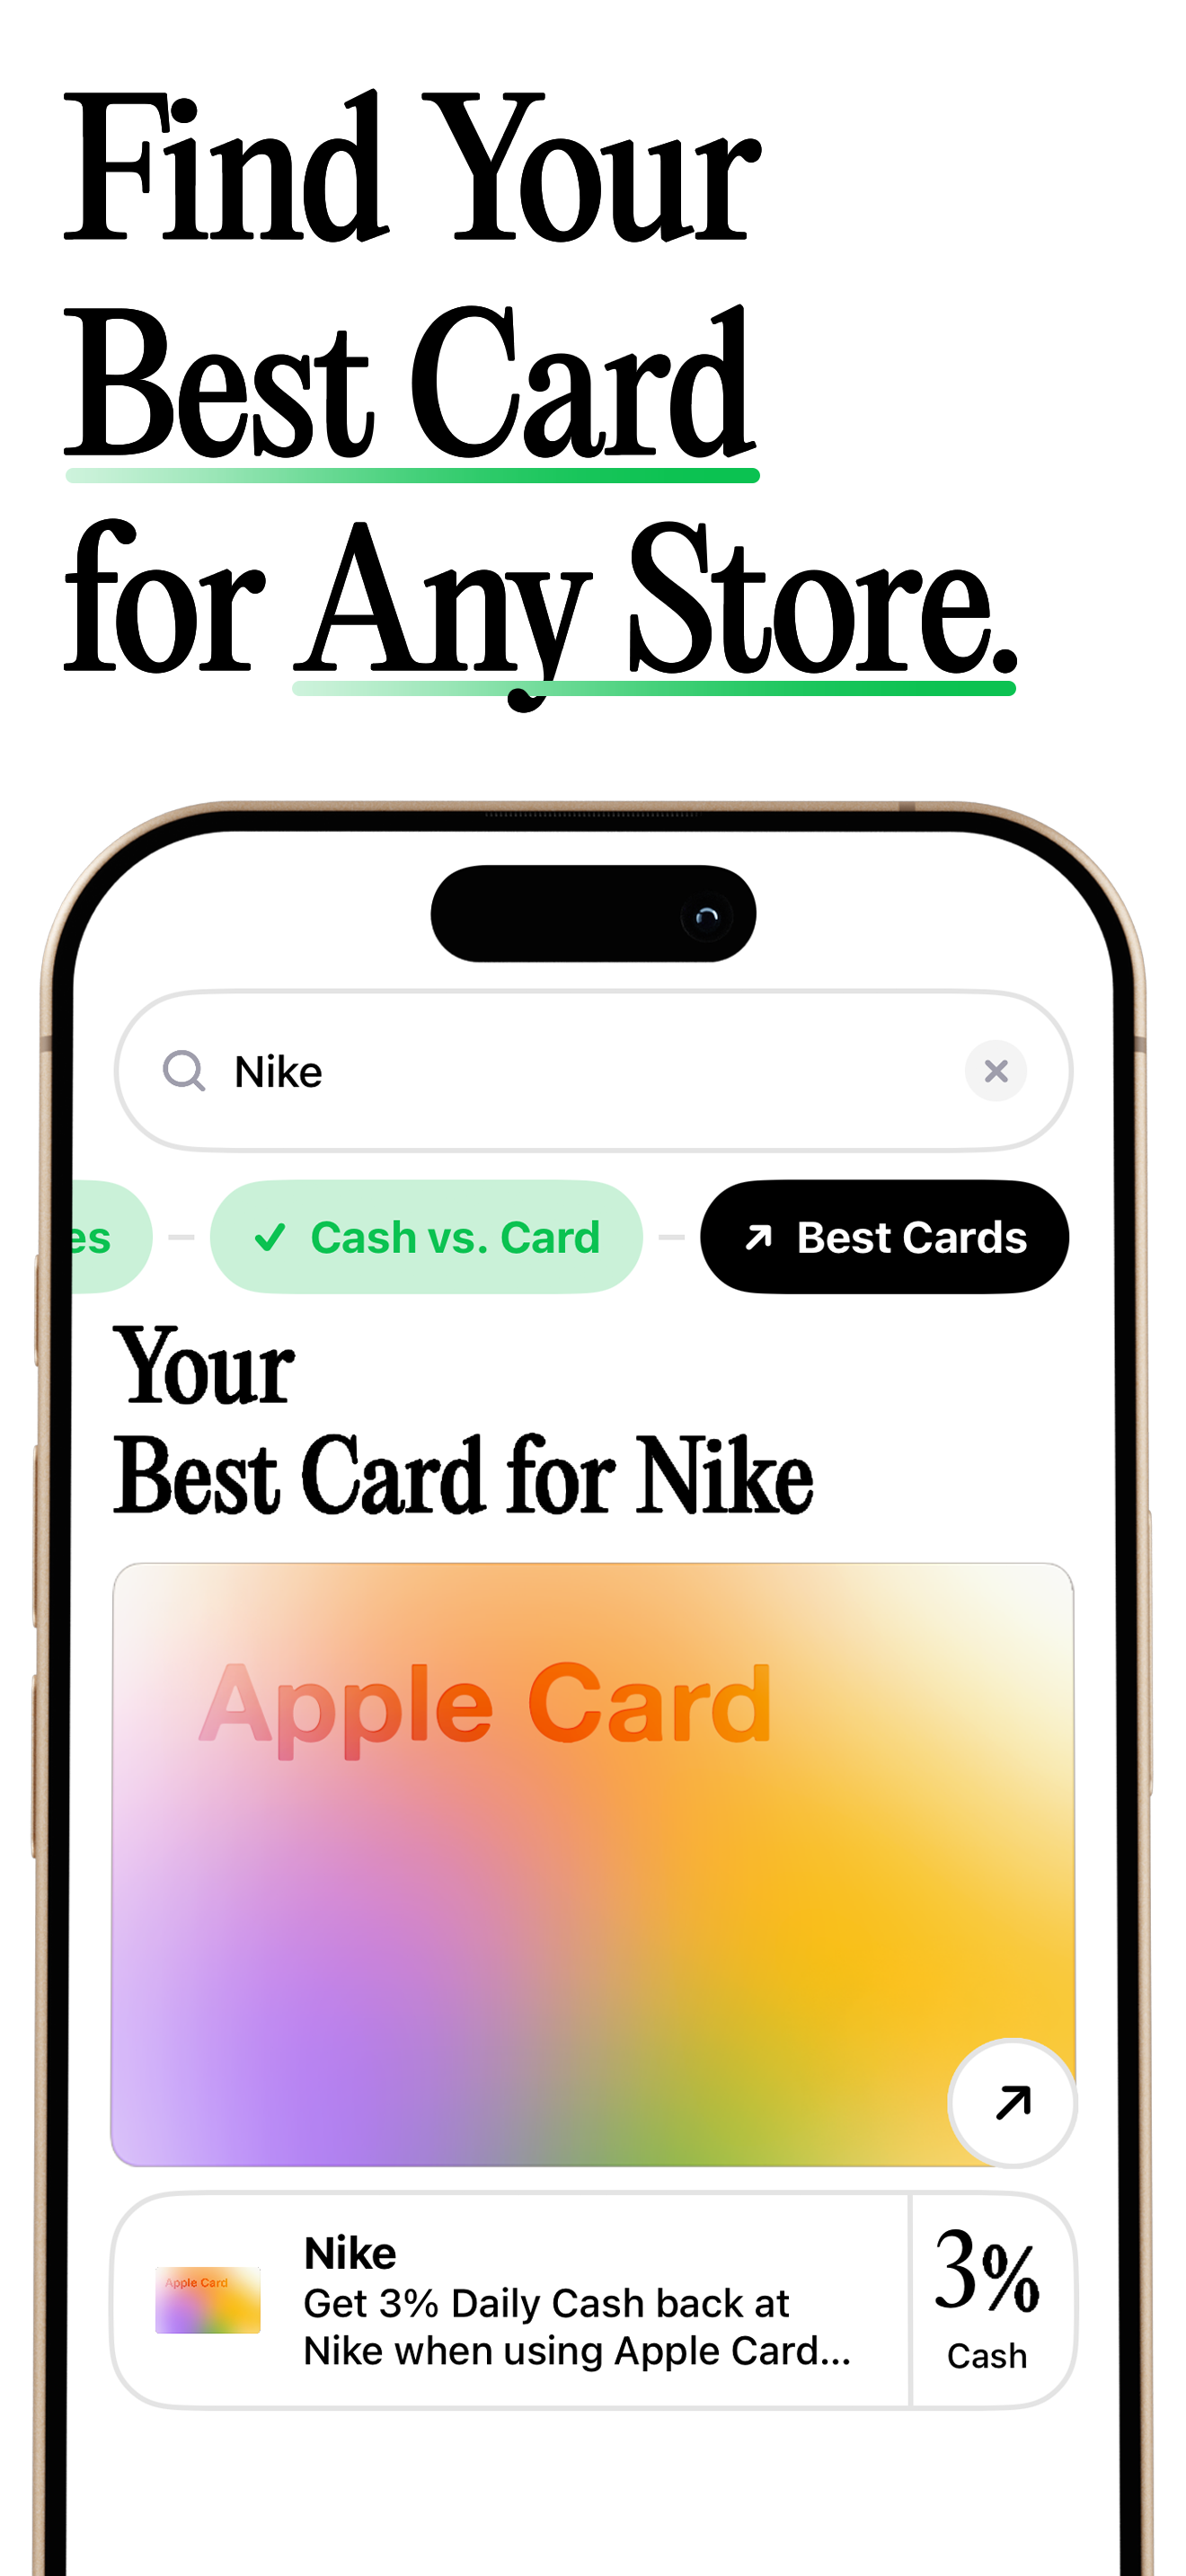 Find Your
Best Card
for Any Store.
Nike
es
Cash vs. Card
Best Cards
Your
Best Card for Nike
Apple Card
Apple Card
Nike
Get 3% Daily Cash back at
Nike when using Apple Card...
3%
Cash